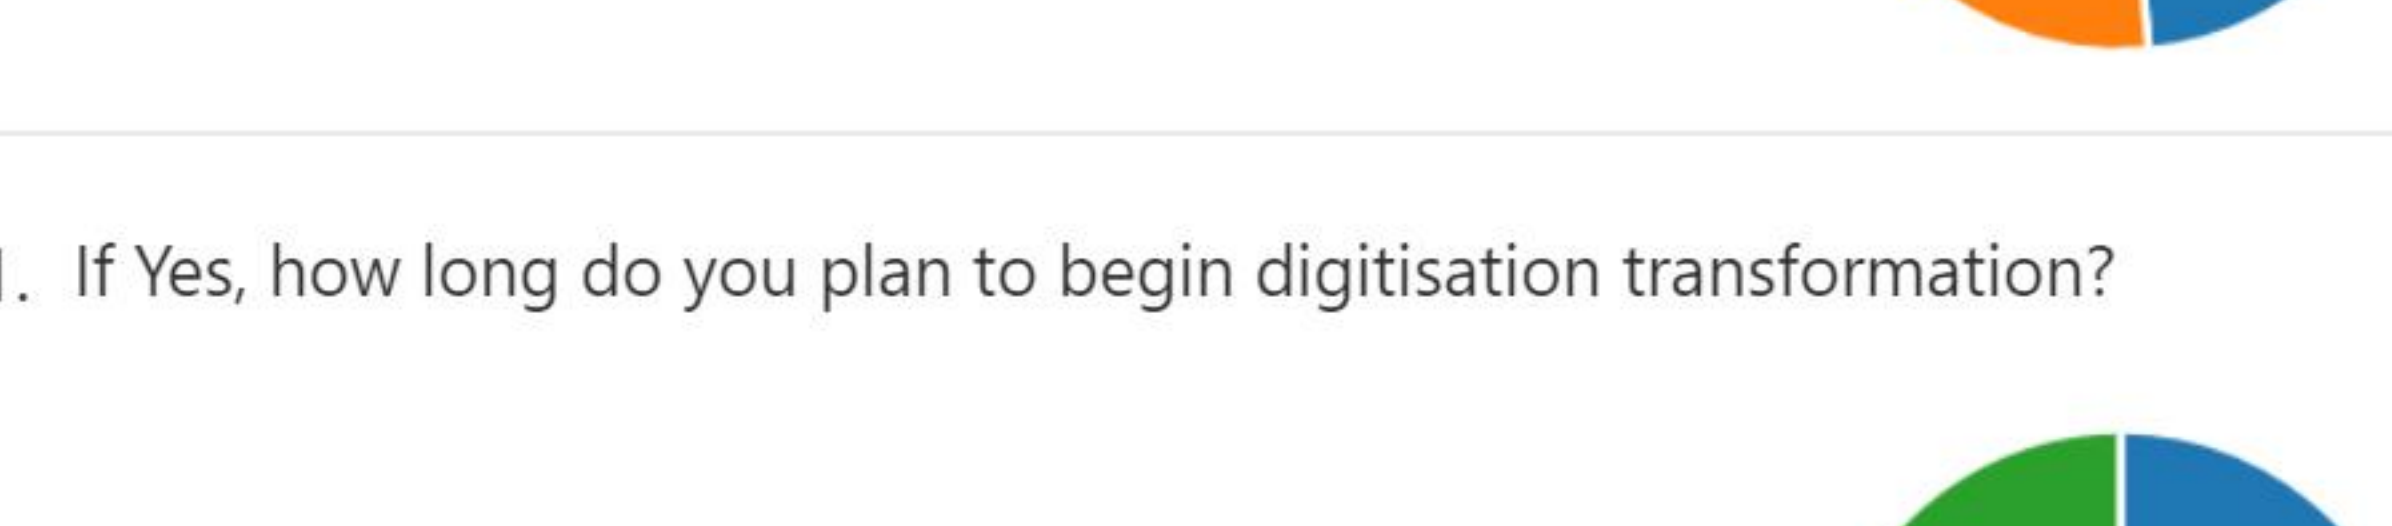 . If Yes, how long do you plan to begin digitisation transformation?